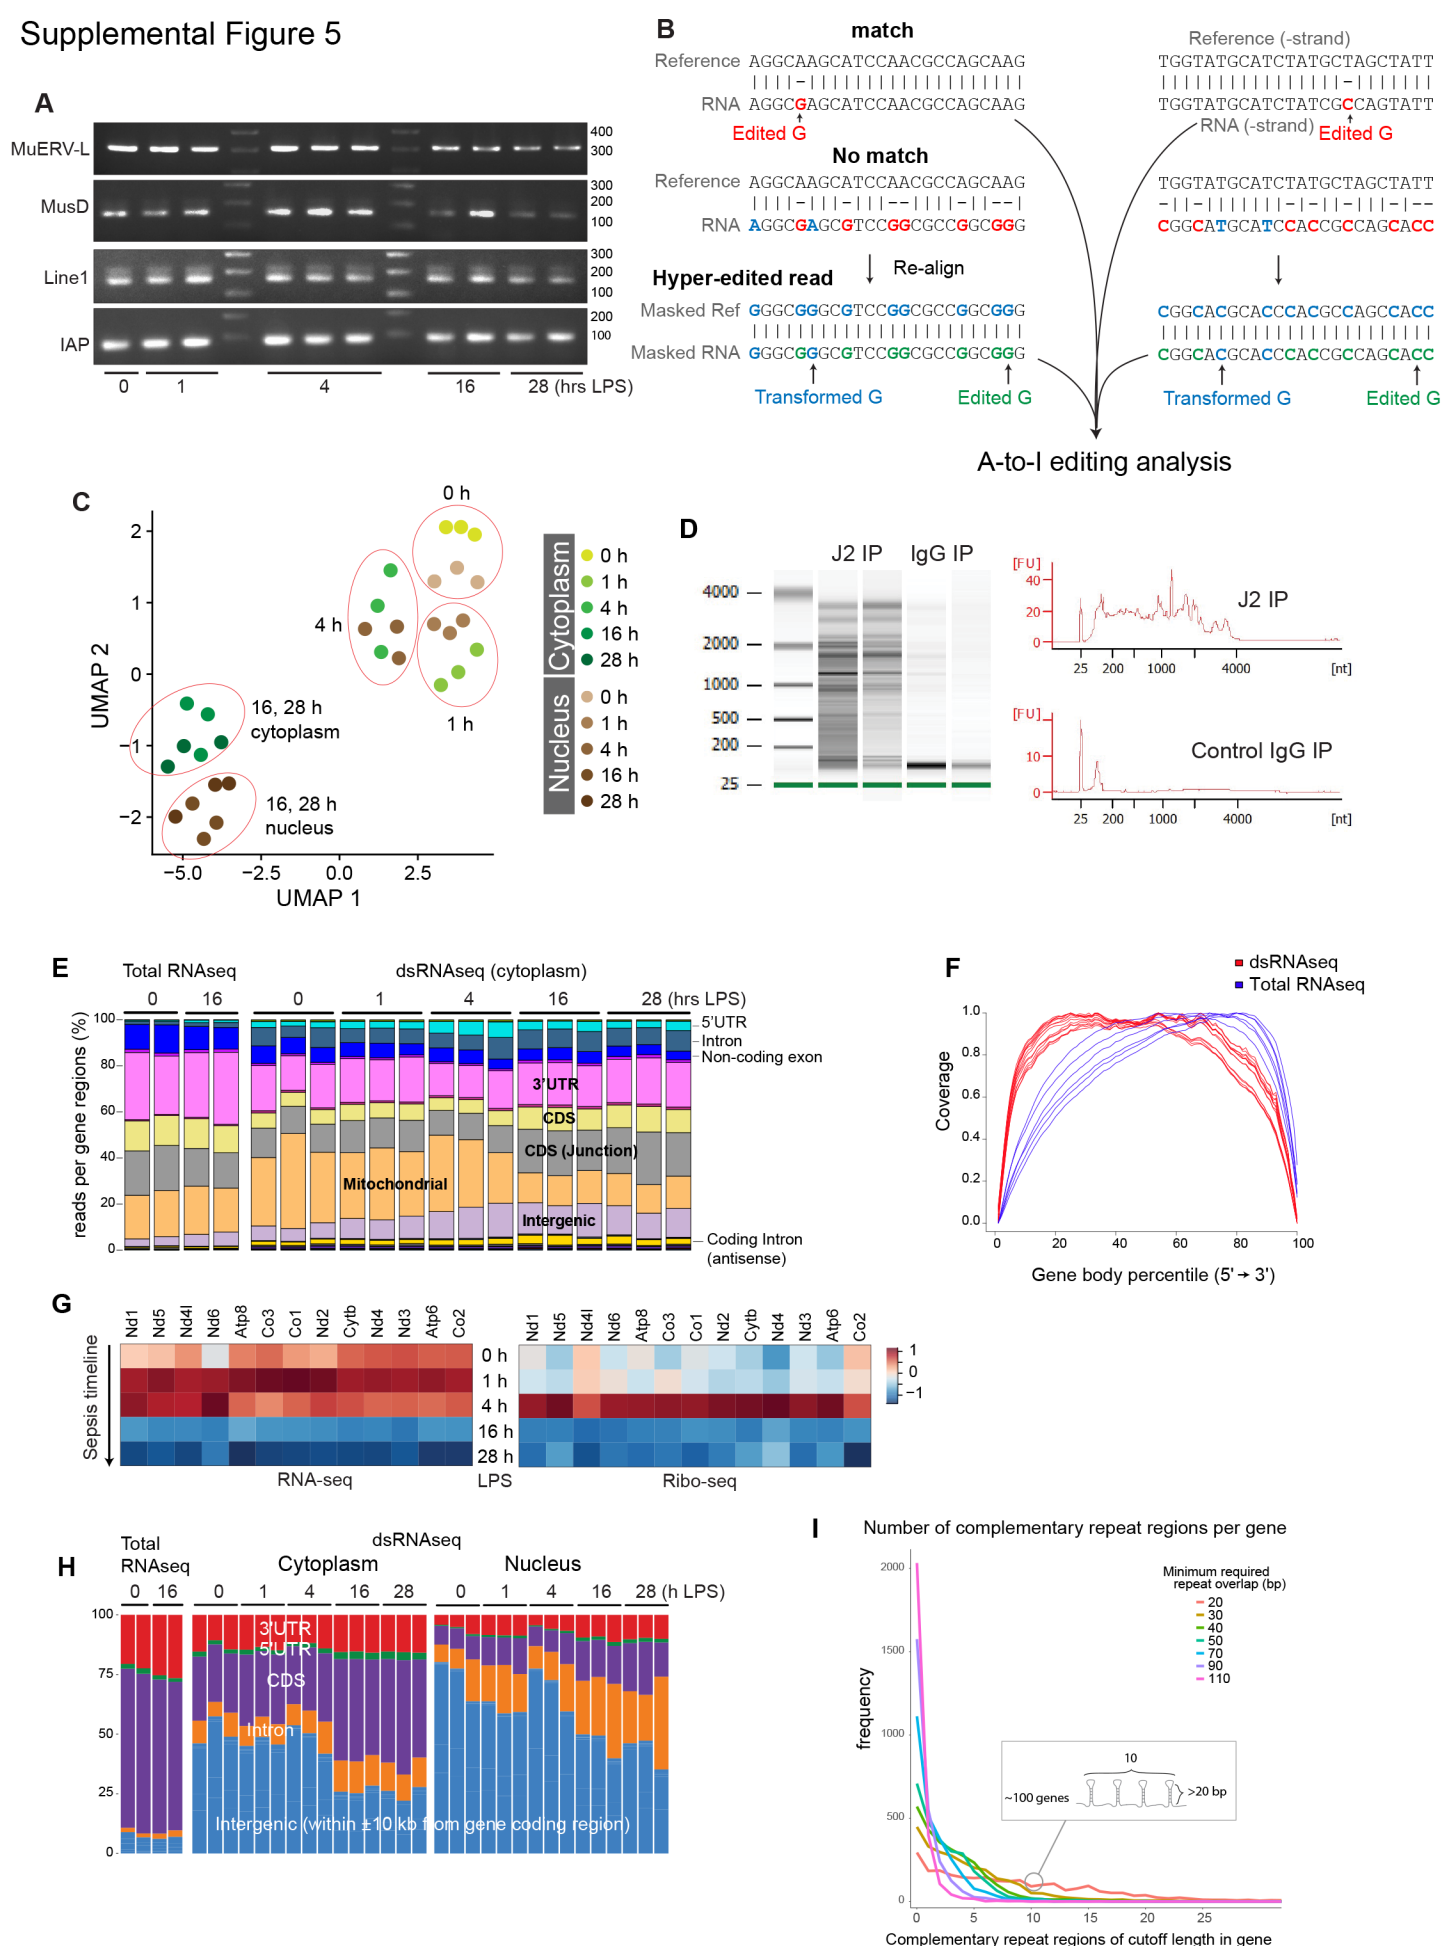 Supplemental Figure 5
A
MuERV-L
400
300
MusD
300
200
100
Line1
300
200
100
IAP
200
100
0 1 4 16 28 (hrs LPS)
B
match
Reference AGGCAAGCATCCAACGCCAGCAAG
RNA AGGCGAGCATCCAACGCCAGCAAG
Edited G
Reference (-strand)
TGGTATGCATCTATGCTAGCTATT
TGGTATGCATCTATCGCCAGTATT
RNA (-strand) Edited G
No match
Reference AGGCAAGCATCCAACGCCAGCAAG
RNA AGGCGAGCGTCCGGCGCCGGCGGG
TGGTATGCATCTATGCTAGCTATT
CGGCATGCATCCACCGCCAGCACC
Re-align
Hyper-edited read
Masked Ref GGGCGGGCGTCCGGCGCCGGCGGG
Masked RNA GGGCGGGCGTCCGGCGCCGGCGGG
Transformed G Edited G
CGGCACGCACCCACGCCAGCCACC
CGGCACGCACCCACCGCCAGCACC
Transformed G Edited G
A-to-I editing analysis
C
UMAP 2
2
1
0
−1
−2
−5.0 −2.5 0.0 2.5
UMAP 1
0 h
4 h
1 h
16, 28 h
cytoplasm
16, 28 h
nucleus
Cytoplasm
0 h
1 h
4 h
16 h
28 h
Nucleus
0 h
1 h
4 h
16 h
28 h
D
J2 IP IgG IP
4000
2000
1000
500
200
25
[FU]
40
20
0
J2 IP
25 200 1000 4000 [nt]
[FU]
10
0
Control IgG IP
25 200 1000 4000 [nt]
E
Total RNAseq dsRNAseq (cytoplasm)
0 16 0 1 4 16 28 (hrs LPS)
reads per gene regions (%)
100
80
60
40
20
0
5'UTR
Intron
Non-coding exon
3'UTR
CDS
CDS (Junction)
Mitochondrial
Intergenic
Coding Intron
(antisense)
F
dsRNAseq
Total RNAseq
Coverage
1.0
0.8
0.6
0.4
0.2
0.0
0 20 40 60 80 100
Gene body percentile (5' → 3')
G
Sepsis timeline
Nd1 Nd5 Nd4l Nd6 Atp8 Co3 Co1 Nd2 Cytb Nd4 Nd3 Atp6 Co2
Nd1 Nd5 Nd4l Nd6 Atp8 Co3 Co1 Nd2 Cytb Nd4 Nd3 Atp6 Co2
0 h
1 h
4 h
16 h
28 h
1
0
−1
RNA-seq LPS Ribo-seq
H
Total
RNAseq
dsRNAseq
Cytoplasm Nucleus
0 16 0 1 4 16 28 0 1 4 16 28 (h LPS)
100
75
50
25
0
3'UTR
5'UTR
CDS
Intron
Intergenic (within ±10 kb from gene coding region)
I
Number of complementary repeat regions per gene
Minimum required
repeat overlap (bp)
20
30
40
50
70
90
110
frequency
2000
1500
1000
500
0
10
~100 genes
>20 bp
0 5 10 15 20 25
Complementary repeat regions of cutoff length in gene